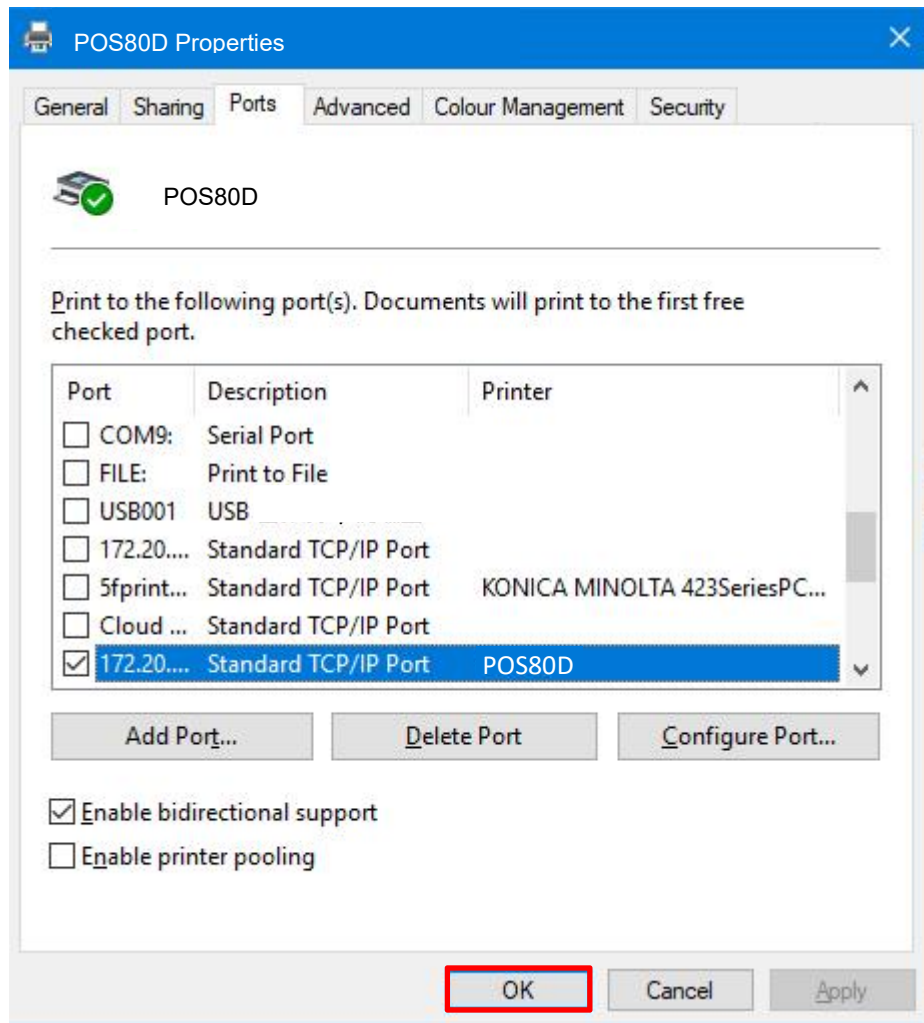 POS80D Properties
General Sharing Ports Advanced Colour Management Security
POS80D
Print to the following port(s). Documents will print to the first free
checked port.
Port Description Printer
COM9: Serial Port
FILE: Print to File
USB001 USB
172.20.... Standard TCP/IP Port
5fprint... Standard TCP/IP Port KONICA MINOLTA 423SeriesPC...
Cloud ... Standard TCP/IP Port
172.20.... Standard TCP/IP Port POS80D
Add Port... Delete Port Configure Port...
Enable bidirectional support
Enable printer pooling
OK Cancel Apply